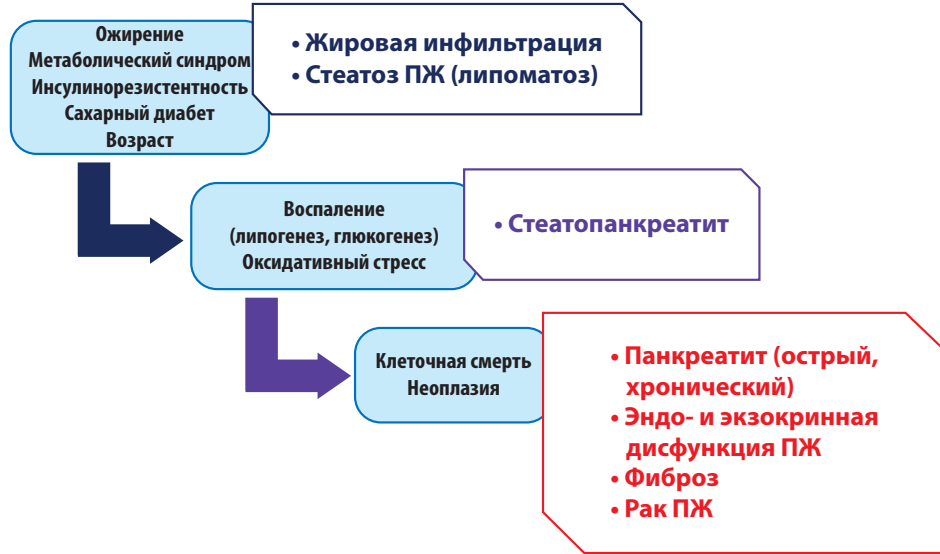 Ожирение
Метаболический синдром
Инсулинорезистентность
Сахарный диабет
Возраст
• Жировая инфильтрация
• Стеатоз ПЖ (липоматоз)
Воспаление
(липогенез, глюкогенез)
Оксидативный стресс
• Стеатопанкреатит
Клеточная смерть
Неоплазия
• Панкреатит (острый,
хронический)
• Эндо- и экзокринная
дисфункция ПЖ
• Фиброз
• Рак ПЖ